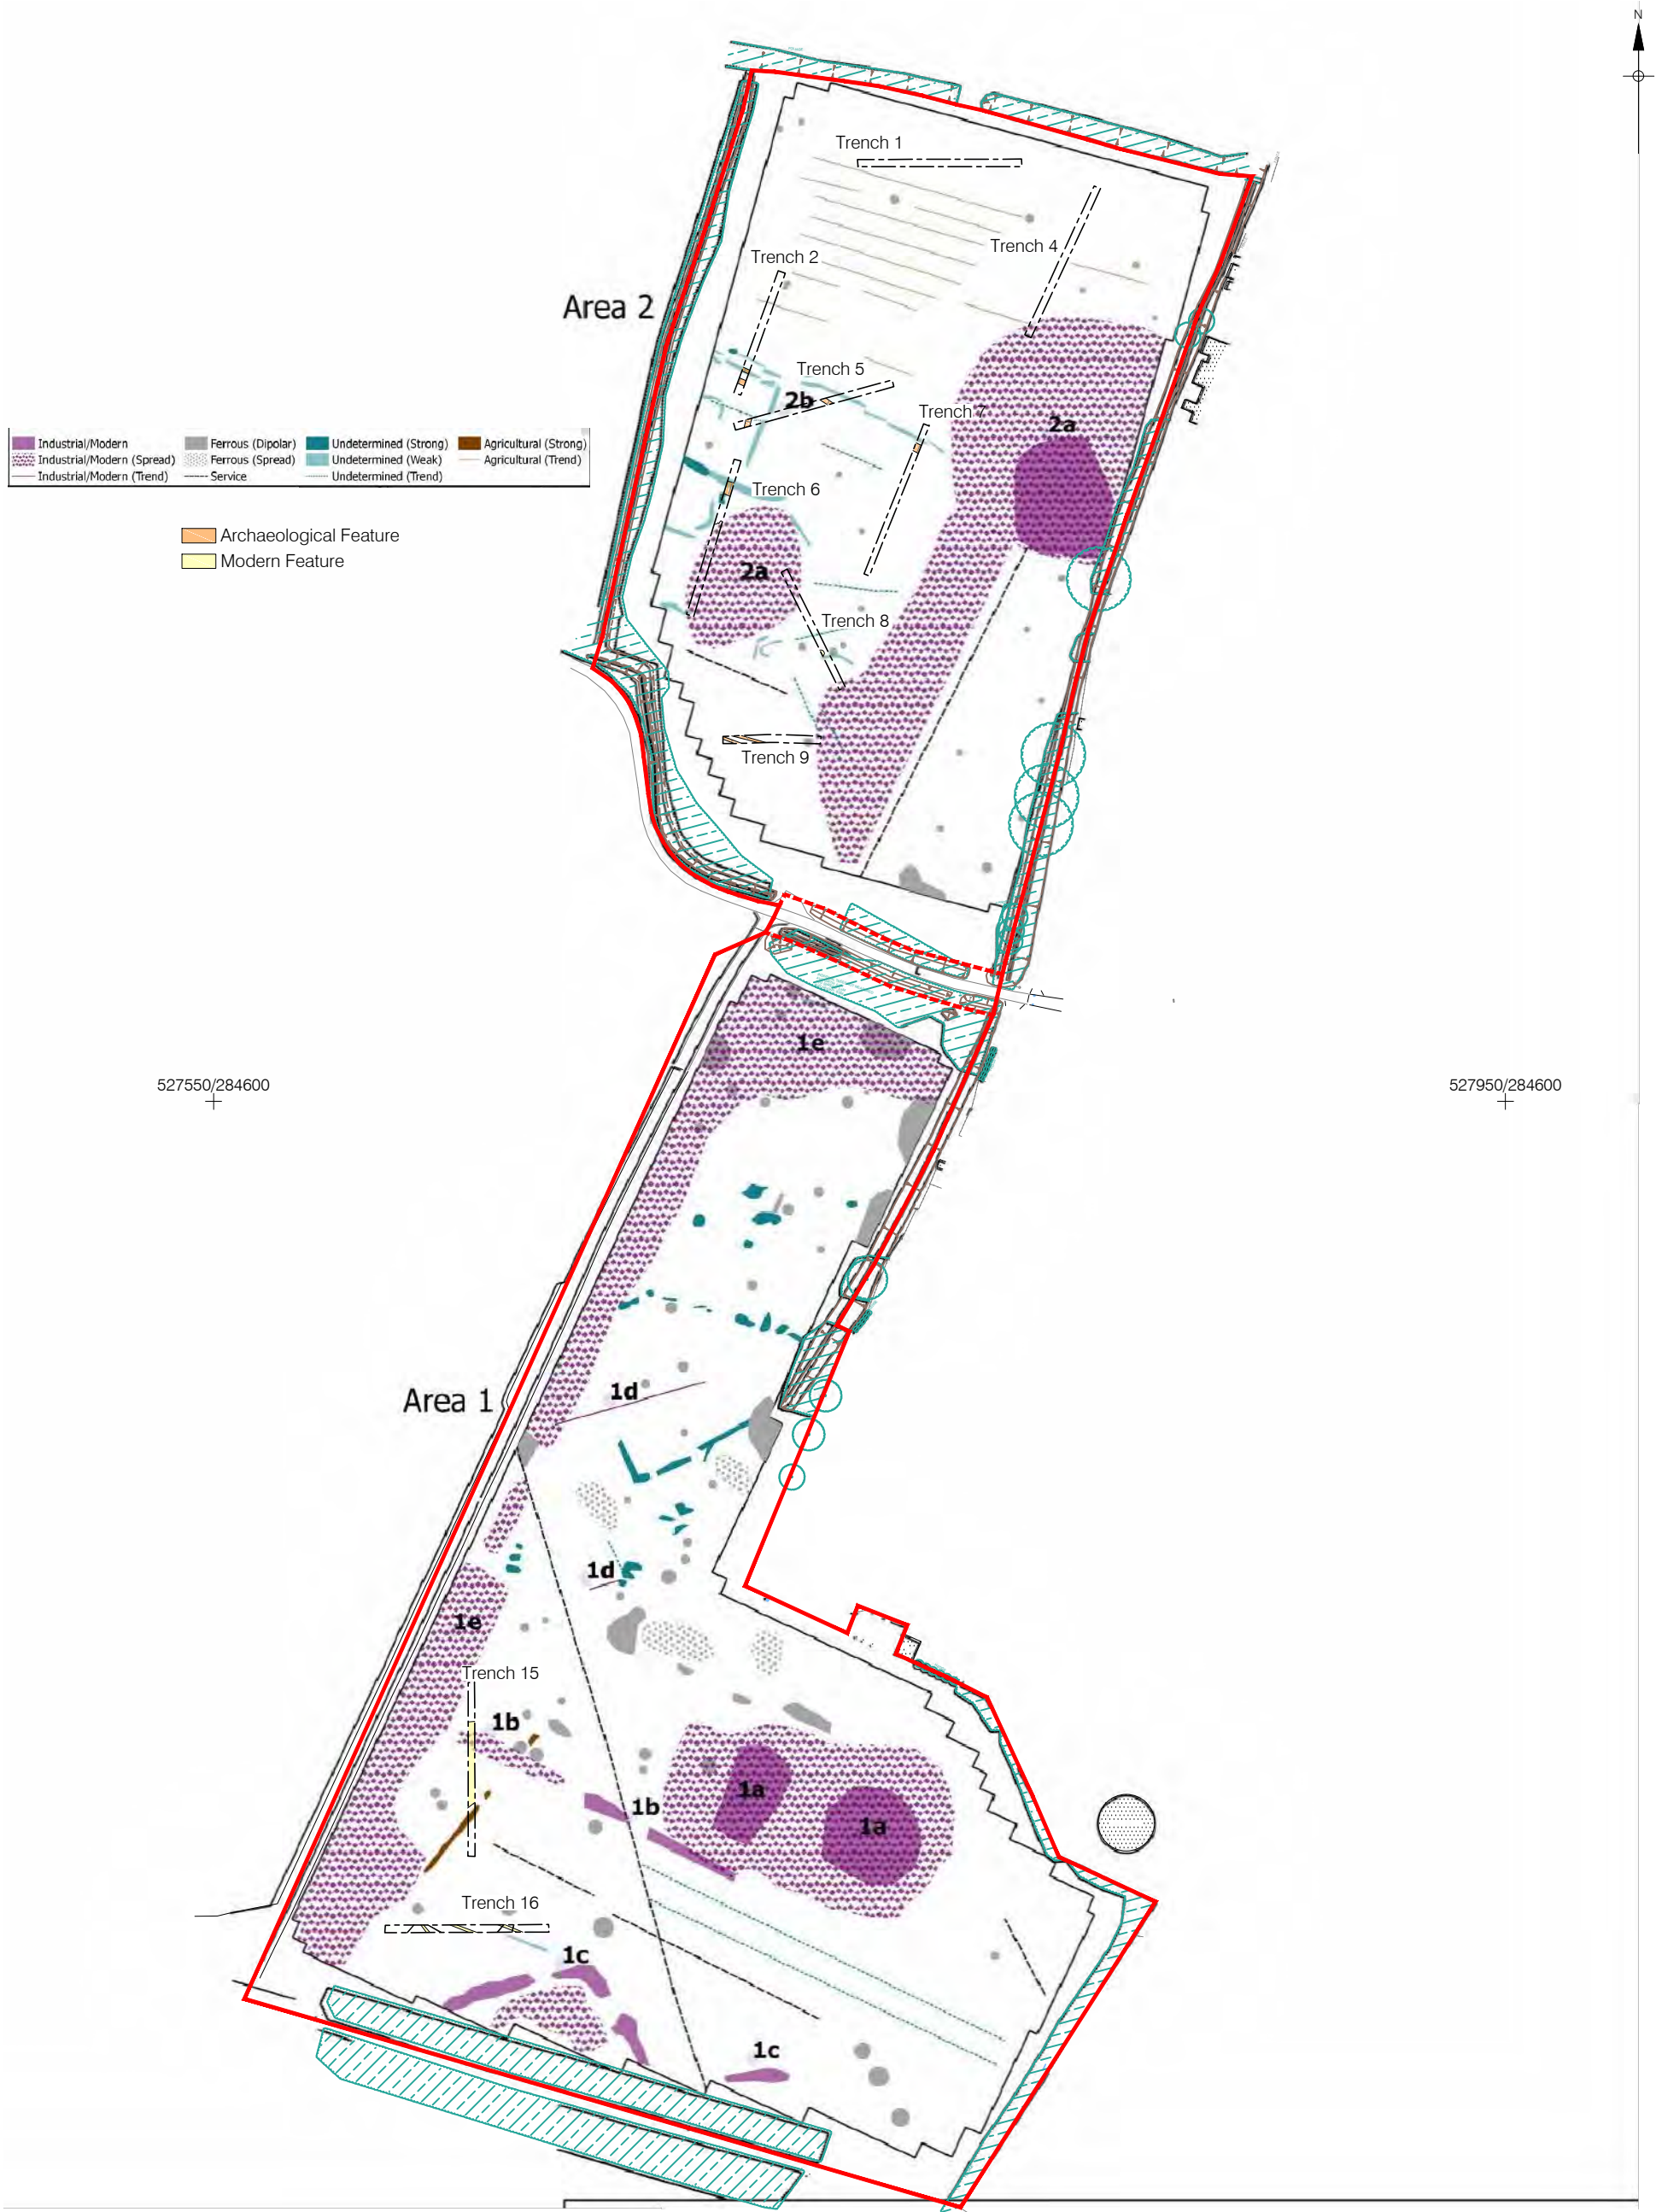 N
Trench 1
Trench 4
Trench 2
Area 2
Trench 5
2b
Trench 7
2a
Industrial/Modern
Ferrous (Dipolar)
Undetermined (Strong)
Agricultural (Strong)
Industrial/Modern (Spread)
Ferrous (Spread)
Undetermined (Weak)
Agricultural (Trend)
Industrial/Modern (Trend)
Service
Undetermined (Trend)
Trench 6
Archaeological Feature
Modern Feature
2a
Trench 8
Trench 9
1e
527550/284600
527950/284600
1d
Area 1
1d
1e
Trench 15
1b
1a
1b
1a
Trench 16
1c
1c